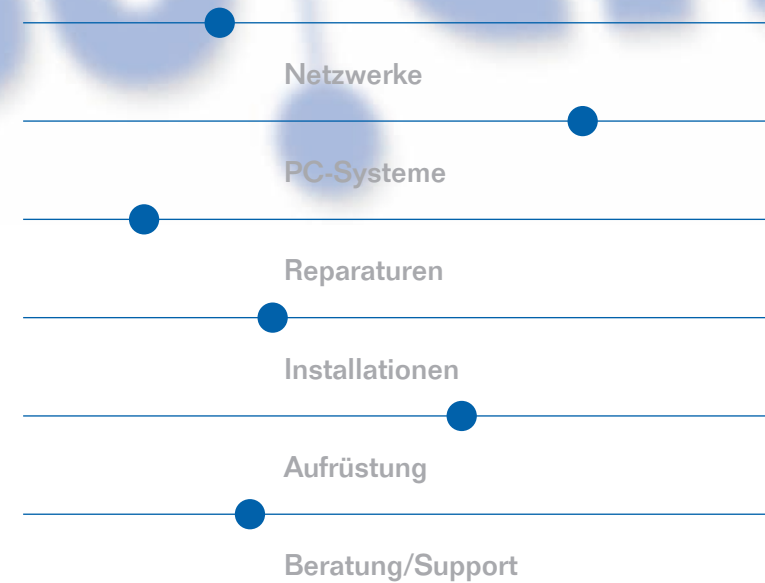 Netzwerke
PC-Systeme
Reparaturen
Installationen
Aufrüstung
Beratung/Support